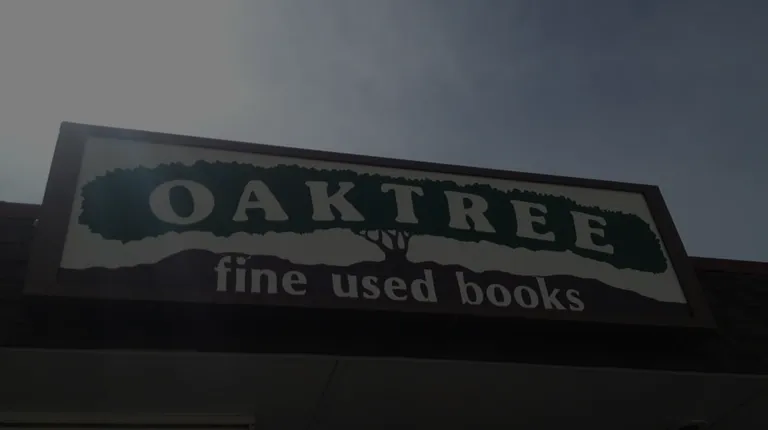 OAKTREE
fine used books